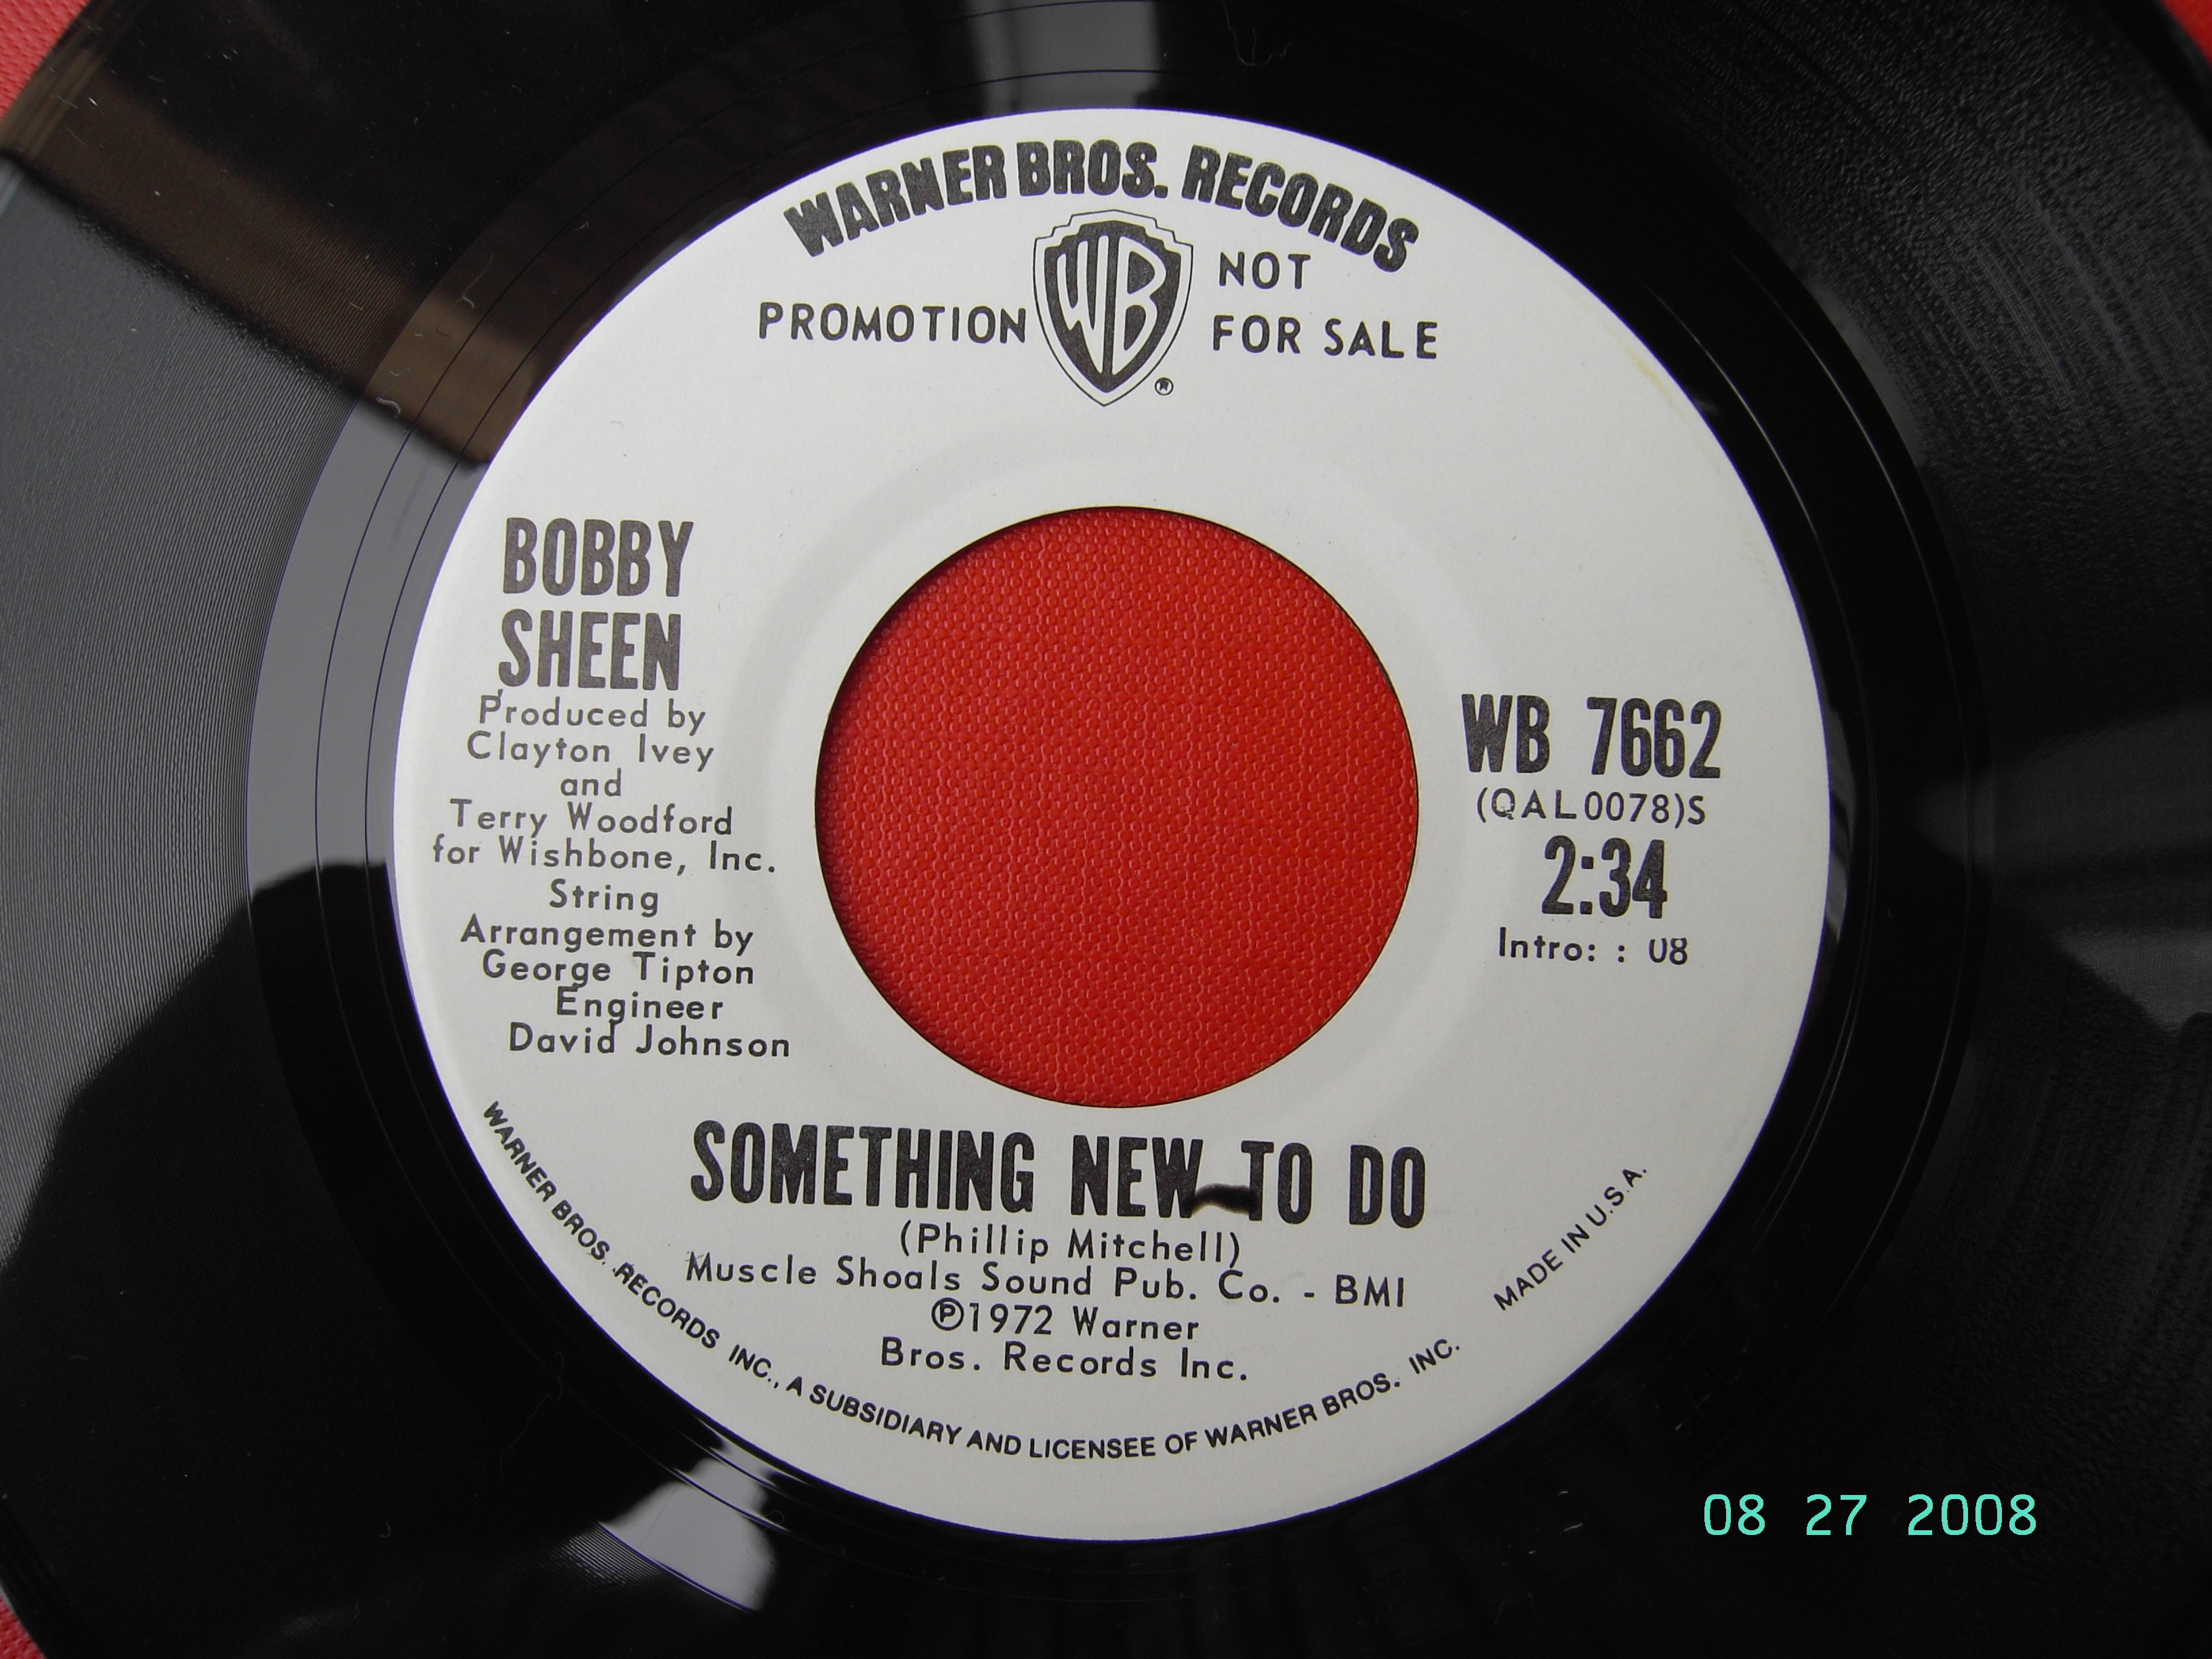 WARNER BROS. RECORDS
WB
®
PROMOTION
NOT
FOR SALE
BOBBY
SHEEN
Produced by
Clayton Ivey
and
Terry Woodford
for Wishbone, Inc.
String
Arrangement by
George Tipton
Engineer
David Johnson
WB 7662
(QAL0078)S
2:34
Intro: : 08
SOMETHING NEW TO DO
(Phillip Mitchell)
Muscle Shoals Sound Pub. Co. - BMI
℗1972 Warner
Bros. Records Inc.
WARNER BROS. RECORDS INC., A SUBSIDIARY AND LICENSEE OF WARNER BROS. INC. MADE IN U.S.A.
08 27 2008